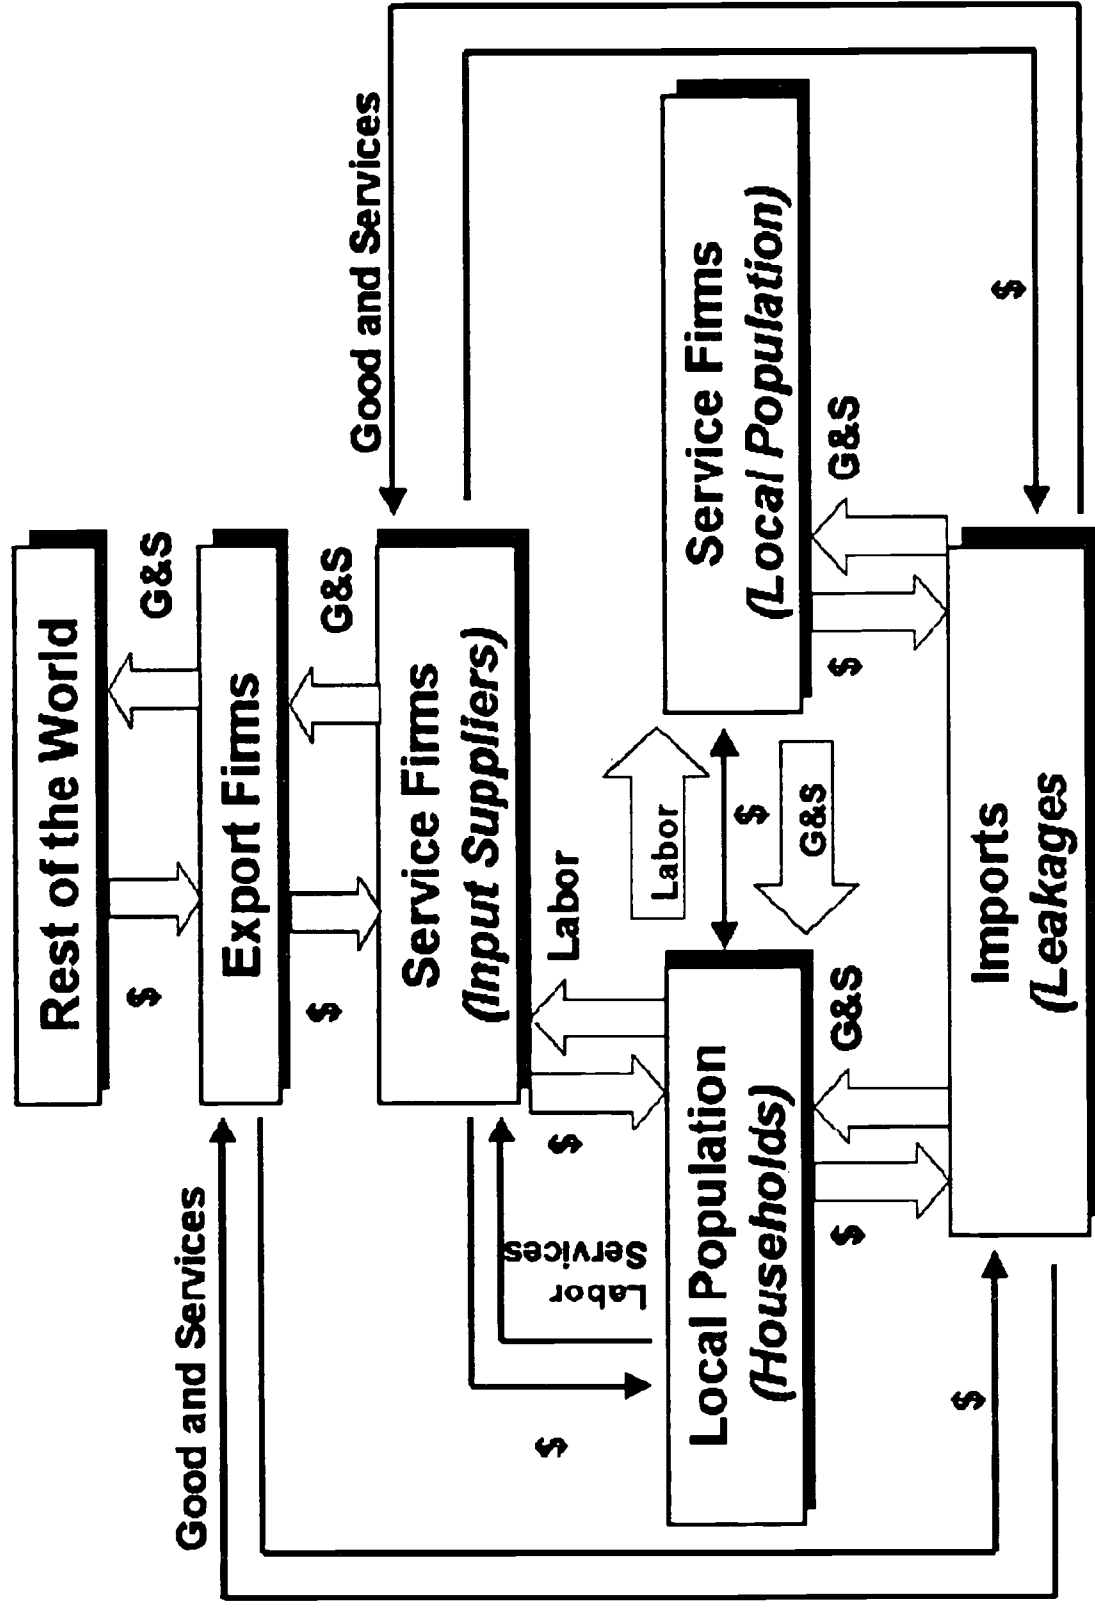 Rest of the World
$
G&S
Export Firms
$
G&S
Service Firms
(Input Suppliers)
Good and Services
Good and Services
$
Labor
$
Labor
Services
Local Population
(Households)
Labor
$
G&S
Service Firms
(Local Population)
$
G&S
$
G&S
Imports
(Leakages)
$
$